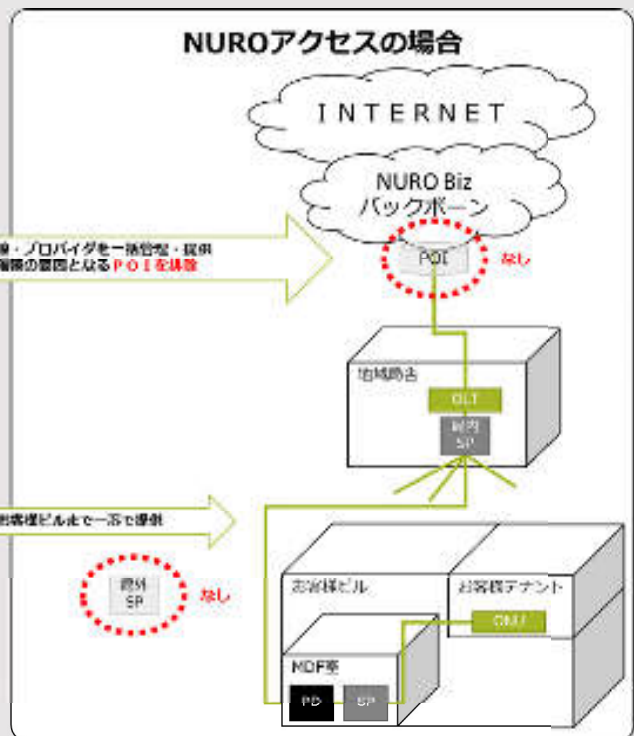 NUROアクセスの場合
INTERNET
NURO Biz
バックボーン
線・プロバイダを一括管理・提供
障の要因となるPOIを排除
POI
なし
地域局舎
OLT
局内
SP
お客様ビルまで一芯で提供
局外
SP
なし
お客様ビル
お客様テナント
ONU
MDF室
PD
SP